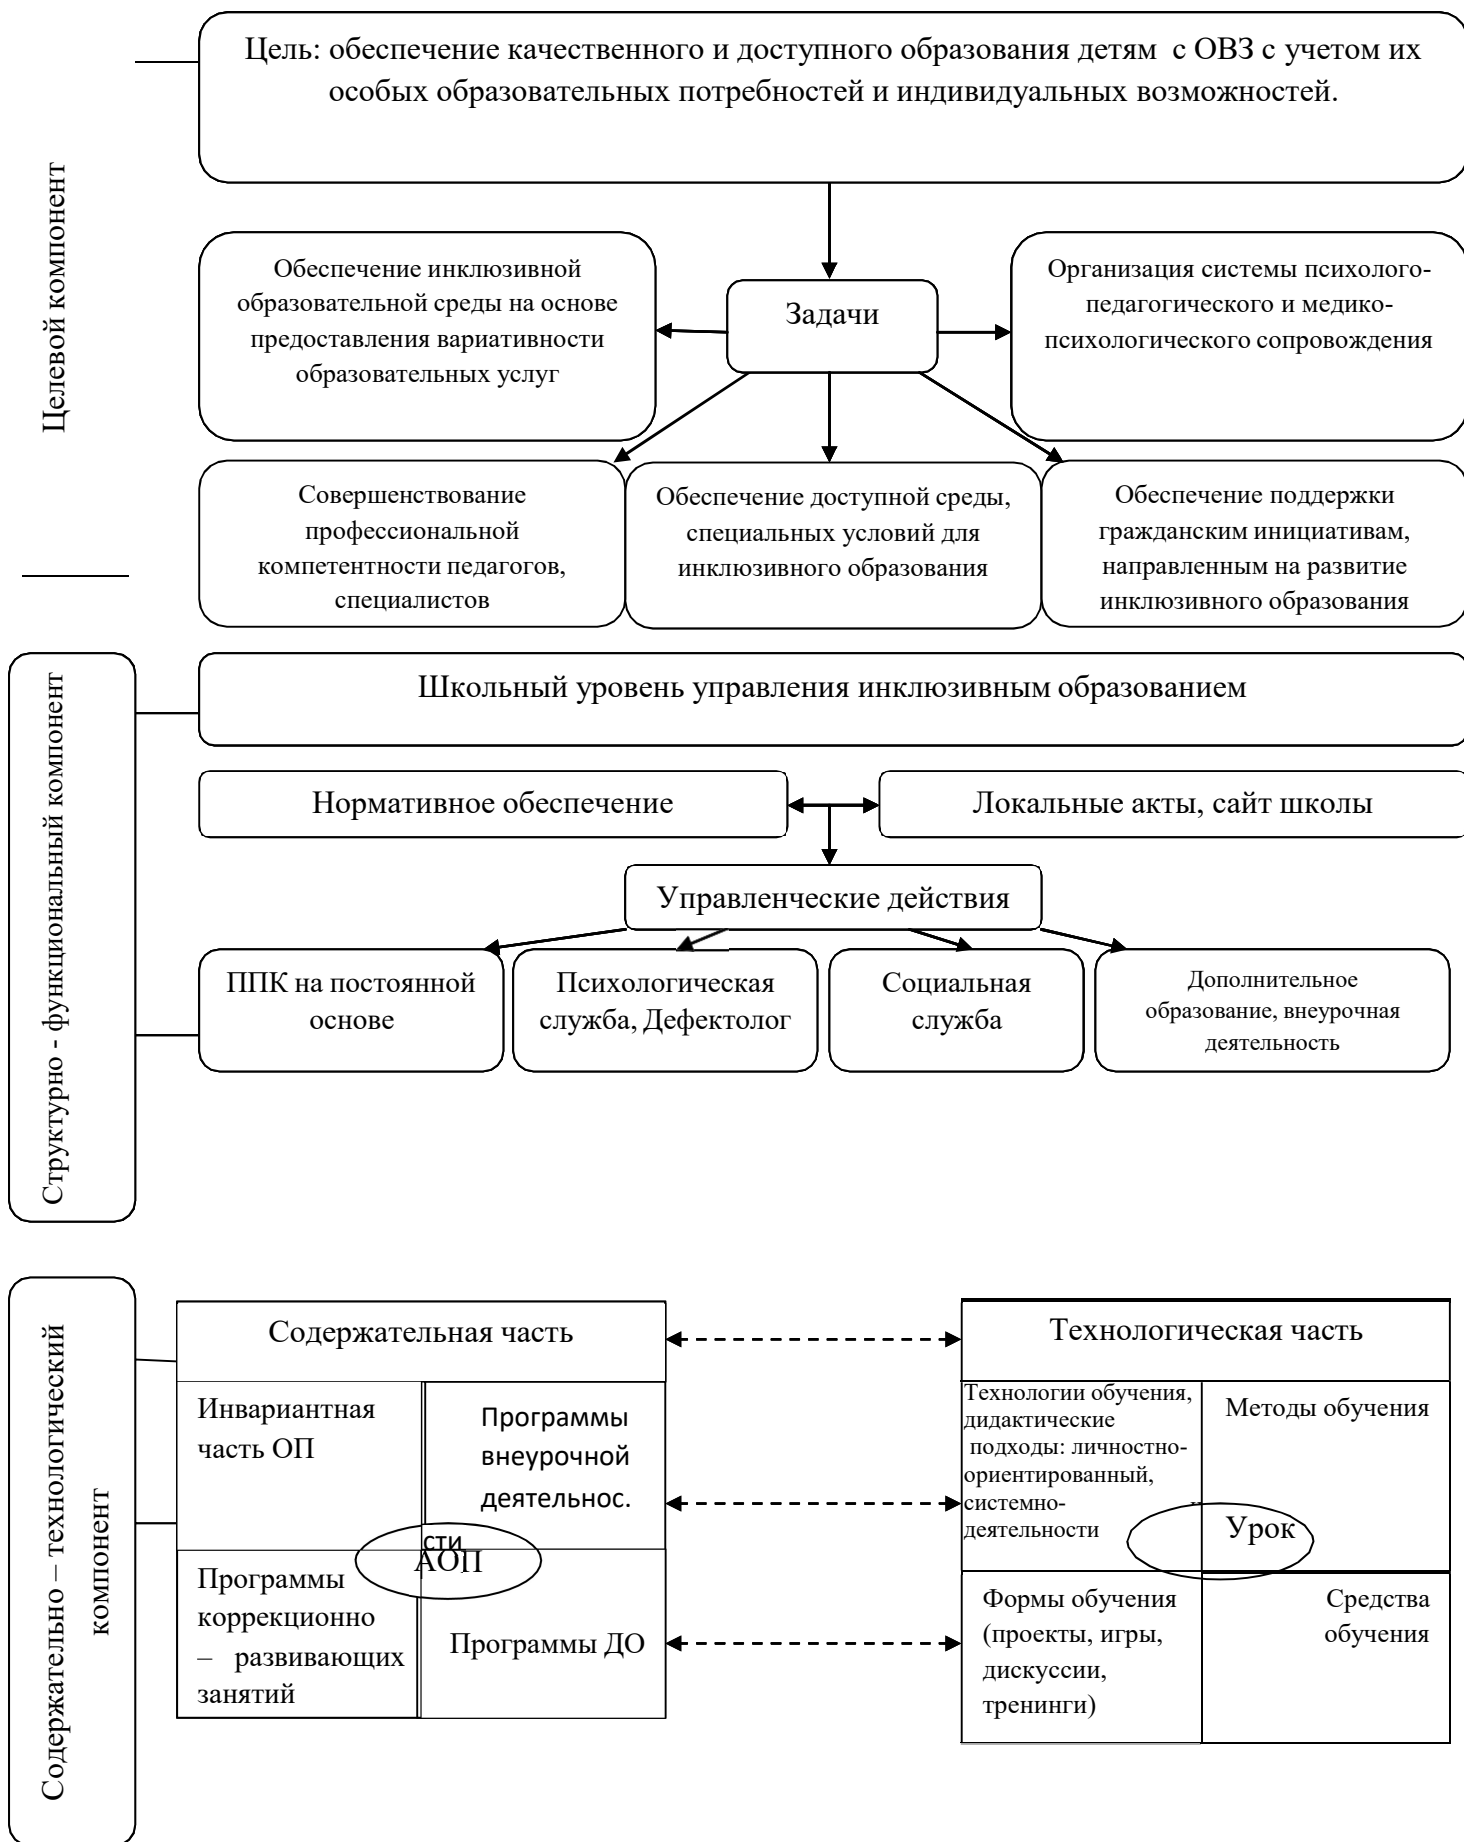 Цель: обеспечение качественного и доступного образования детям с ОВЗ с учетом их
особых образовательных потребностей и индивидуальных возможностей.
Целевой компонент
Обеспечение инклюзивной
образовательной среды на основе
предоставления вариативности
образовательных услуг
Задачи
Организация системы психолого-
педагогического и медико-
психологического сопровождения
Совершенствование
профессиональной
компетентности педагогов,
специалистов
Обеспечение доступной среды,
специальных условий для
инклюзивного образования
Обеспечение поддержки
гражданским инициативам,
направленным на развитие
инклюзивного образования
Структурно - функциональный компонент
Школьный уровень управления инклюзивным образованием
Нормативное обеспечение
Локальные акты, сайт школы
Управленческие действия
ППК на постоянной
основе
Психологическая
служба, Дефектолог
Социальная
служба
Дополнительное
образование, внеурочная
деятельность
Содержательно – технологический
компонент
Содержательная часть
Инвариантная
часть ОП
Программы
внеурочной
деятельнос.
сти
АОП
Программы
коррекционно
– развивающих
занятий
Программы ДО
Технологическая часть
Технологии обучения,
дидактические
подходы: личностно-
ориентированный,
системно-
деятельности
Методы обучения
Урок
Формы обучения
(проекты, игры,
дискуссии,
тренинги)
Средства
обучения